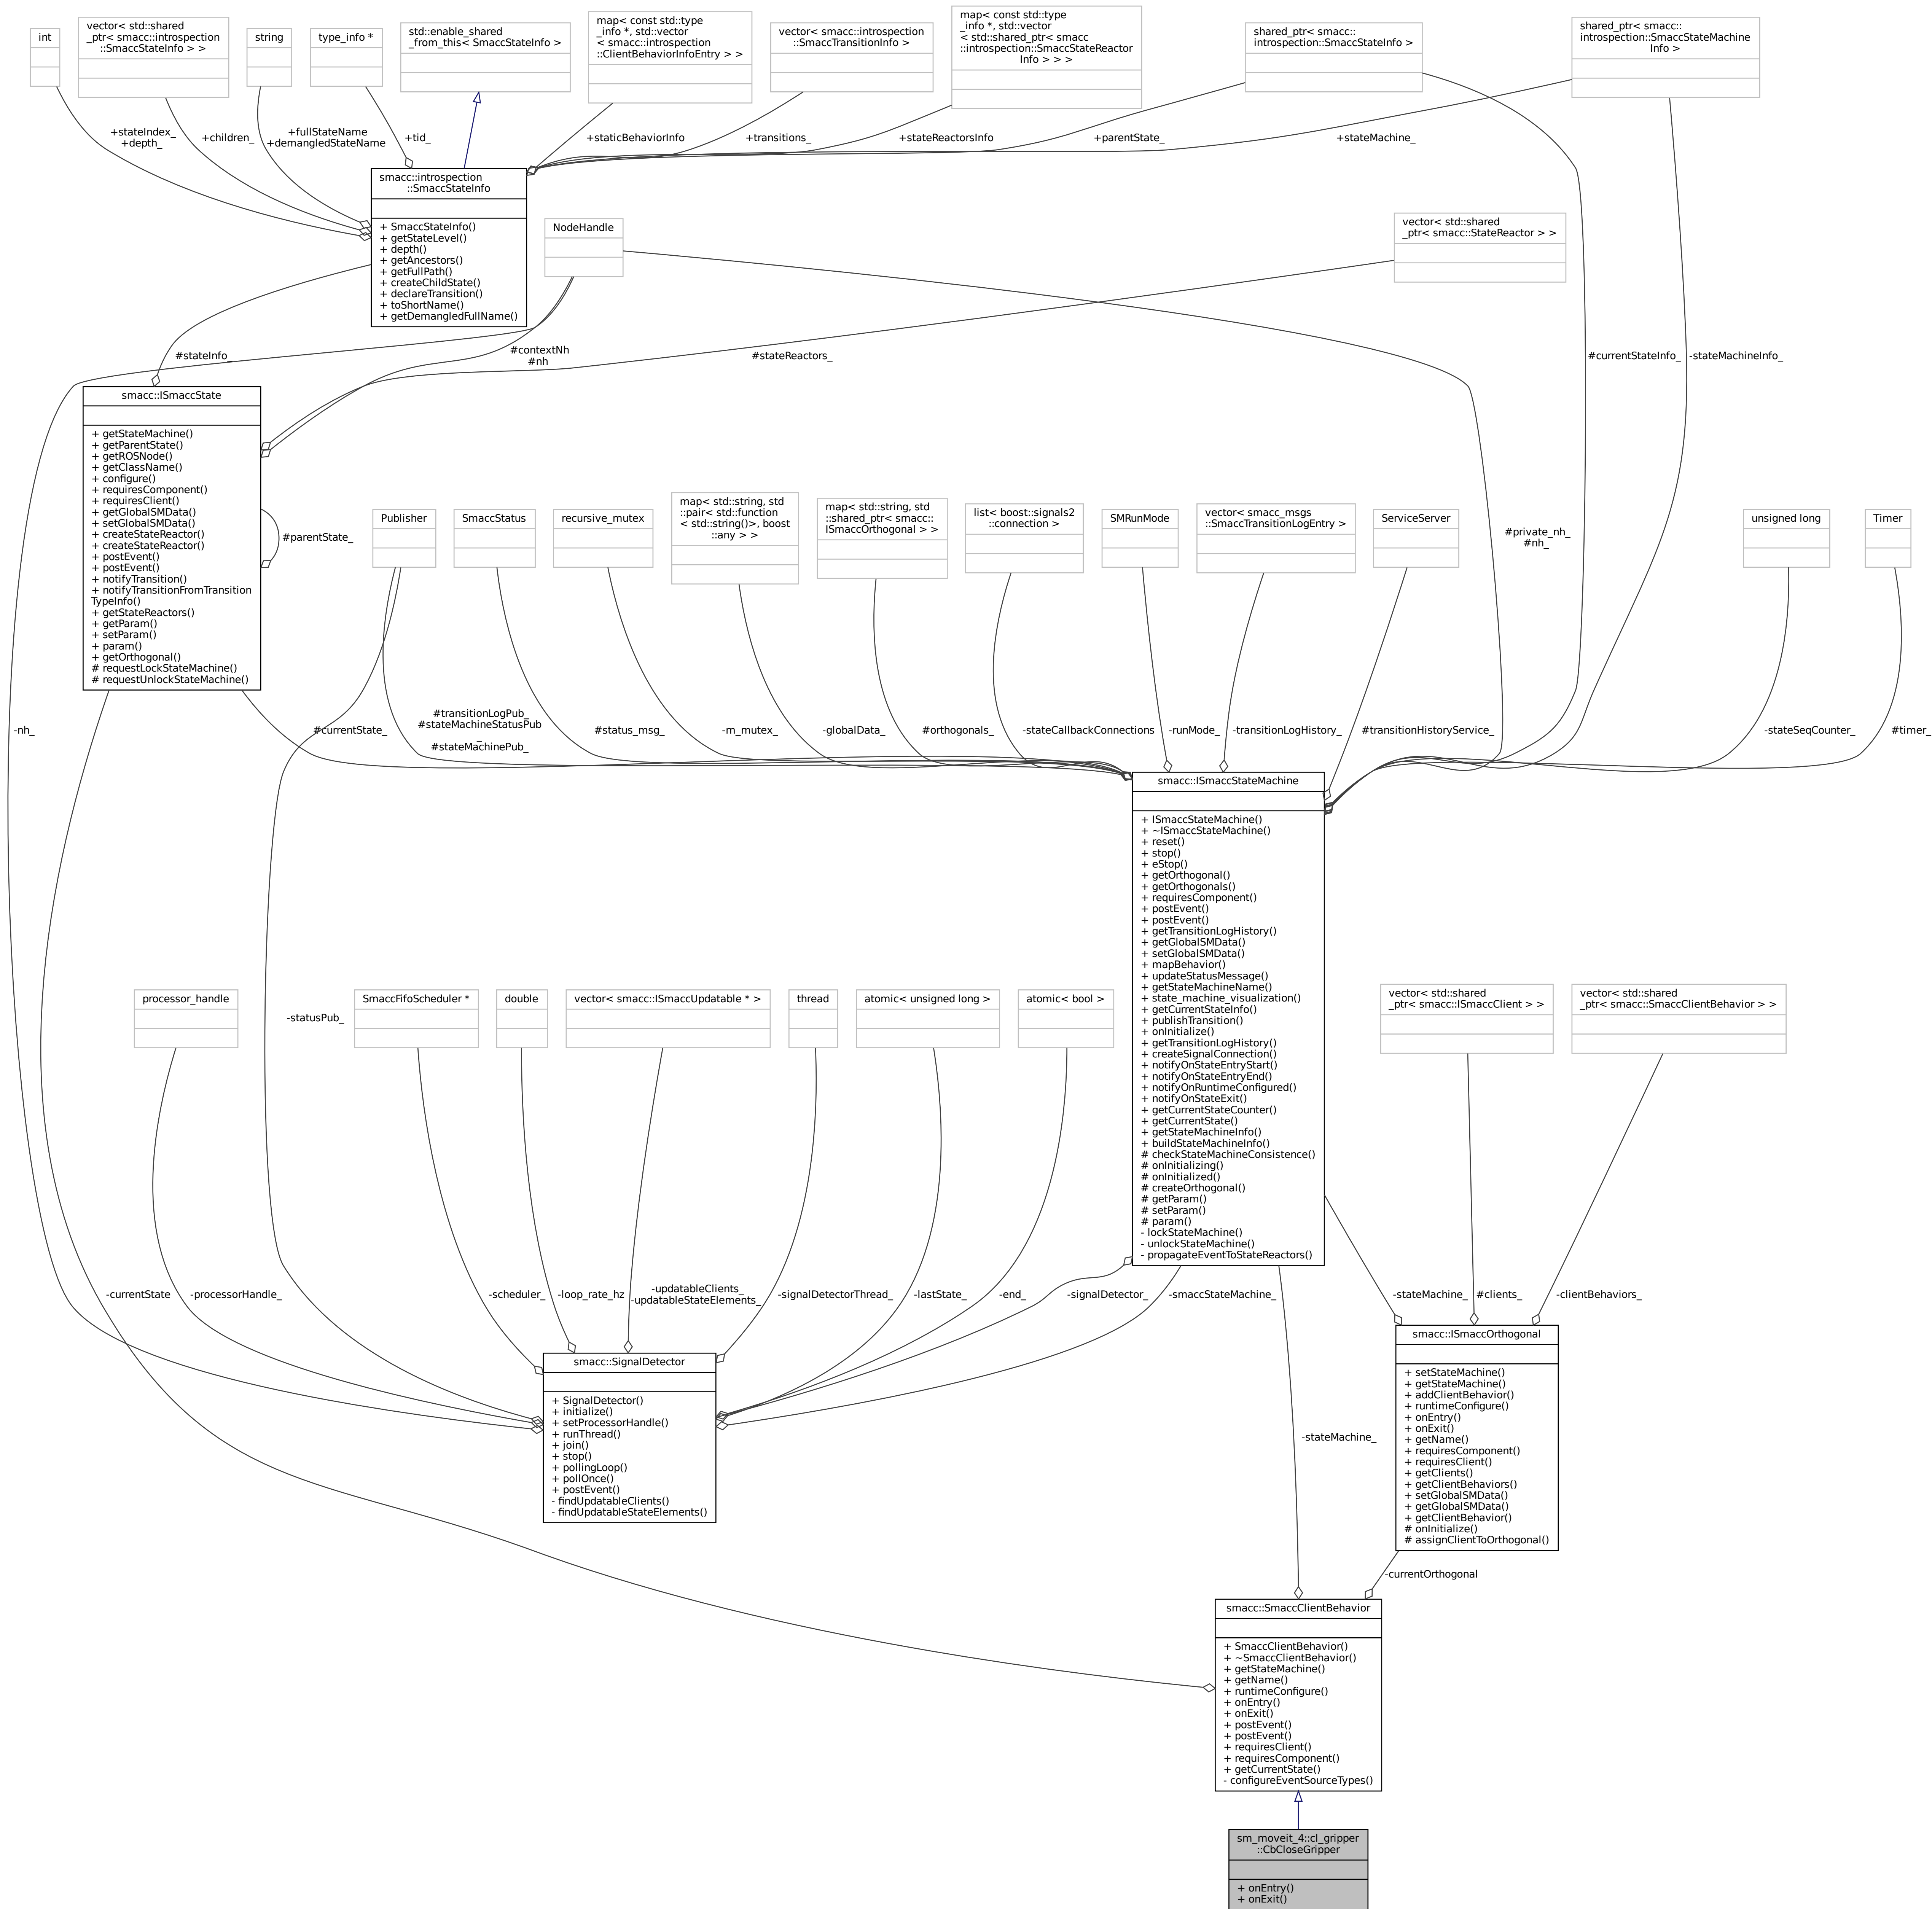 int
vector< std::shared
_ptr< smacc::introspection
::SmaccStateInfo > >
string
type_info *
std::enable_shared
_from_this< SmaccStateInfo >
map< const std::type
_info *, std::vector
< smacc::introspection
::ClientBehaviorInfoEntry > >
vector< smacc::introspection
::SmaccTransitionInfo >
map< const std::type
_info *, std::vector
< std::shared_ptr< smacc
::introspection::SmaccStateReactor
Info > > >
shared_ptr< smacc::
introspection::SmaccStateInfo >
shared_ptr< smacc::
introspection::SmaccStateMachine
Info >
+stateIndex_
+depth_
+children_
+fullStateName
+demangledStateName
+tid_
+staticBehaviorInfo
+transitions_
+stateReactorsInfo
+parentState_
+stateMachine_
smacc::introspection
::SmaccStateInfo
+ SmaccStateInfo()
+ getStateLevel()
+ depth()
+ getAncestors()
+ getFullPath()
+ createChildState()
+ declareTransition()
+ toShortName()
+ getDemangledFullName()
NodeHandle
vector< std::shared
_ptr< smacc::StateReactor > >
#stateInfo_
#contextNh
#nh
#stateReactors_
#currentStateInfo_
-stateMachineInfo_
smacc::ISmaccState
+ getStateMachine()
+ getParentState()
+ getROSNode()
+ getClassName()
+ configure()
+ requiresComponent()
+ requiresClient()
+ getGlobalSMData()
+ setGlobalSMData()
+ createStateReactor()
+ createStateReactor()
+ postEvent()
+ postEvent()
+ notifyTransition()
+ notifyTransitionFromTransition
TypeInfo()
+ getStateReactors()
+ getParam()
+ setParam()
+ param()
+ getOrthogonal()
# requestLockStateMachine()
# requestUnlockStateMachine()
#parentState_
Publisher
SmaccStatus
recursive_mutex
map< std::string, std
::pair< std::function
< std::string()>, boost
::any > >
map< std::string, std
::shared_ptr< smacc::
ISmaccOrthogonal > >
list< boost::signals2
::connection >
SMRunMode
vector< smacc_msgs
::SmaccTransitionLogEntry >
ServiceServer
#private_nh_
#nh_
unsigned long
Timer
-nh_
#currentState_
#transitionLogPub_
#stateMachineStatusPub
_
#stateMachinePub_
#status_msg_
-m_mutex_
-globalData_
#orthogonals_
-stateCallbackConnections
-runMode_
-transitionLogHistory_
#transitionHistoryService_
-stateSeqCounter_
#timer_
smacc::ISmaccStateMachine
+ ISmaccStateMachine()
+ ~ISmaccStateMachine()
+ reset()
+ stop()
+ eStop()
+ getOrthogonal()
+ getOrthogonals()
+ requiresComponent()
+ postEvent()
+ postEvent()
+ getTransitionLogHistory()
+ getGlobalSMData()
+ setGlobalSMData()
+ mapBehavior()
+ updateStatusMessage()
+ getStateMachineName()
+ state_machine_visualization()
+ getCurrentStateInfo()
+ publishTransition()
+ onInitialize()
+ getTransitionLogHistory()
+ createSignalConnection()
+ notifyOnStateEntryStart()
+ notifyOnStateEntryEnd()
+ notifyOnRuntimeConfigured()
+ notifyOnStateExit()
+ getCurrentStateCounter()
+ getCurrentState()
+ getStateMachineInfo()
+ buildStateMachineInfo()
# checkStateMachineConsistence()
# onInitializing()
# onInitialized()
# createOrthogonal()
# getParam()
# setParam()
# param()
- lockStateMachine()
- unlockStateMachine()
- propagateEventToStateReactors()
processor_handle
-statusPub_
SmaccFifoScheduler *
double
vector< smacc::ISmaccUpdatable * >
thread
atomic< unsigned long >
atomic< bool >
vector< std::shared
_ptr< smacc::ISmaccClient > >
vector< std::shared
_ptr< smacc::SmaccClientBehavior > >
-currentState
-processorHandle_
-scheduler_
-loop_rate_hz
-updatableClients_
-updatableStateElements_
-signalDetectorThread_
-lastState_
-end_
-signalDetector_
-smaccStateMachine_
-stateMachine_
#clients_
-clientBehaviors_
smacc::SignalDetector
+ SignalDetector()
+ initialize()
+ setProcessorHandle()
+ runThread()
+ join()
+ stop()
+ pollingLoop()
+ pollOnce()
+ postEvent()
- findUpdatableClients()
- findUpdatableStateElements()
-stateMachine_
smacc::ISmaccOrthogonal
+ setStateMachine()
+ getStateMachine()
+ addClientBehavior()
+ runtimeConfigure()
+ onEntry()
+ onExit()
+ getName()
+ requiresComponent()
+ requiresClient()
+ getClients()
+ getClientBehaviors()
+ setGlobalSMData()
+ getGlobalSMData()
+ getClientBehavior()
# onInitialize()
# assignClientToOrthogonal()
-currentOrthogonal
smacc::SmaccClientBehavior
+ SmaccClientBehavior()
+ ~SmaccClientBehavior()
+ getStateMachine()
+ getName()
+ runtimeConfigure()
+ onEntry()
+ onExit()
+ postEvent()
+ postEvent()
+ requiresClient()
+ requiresComponent()
+ getCurrentState()
- configureEventSourceTypes()
sm_moveit_4::cl_gripper
::CbCloseGripper
+ onEntry()
+ onExit()